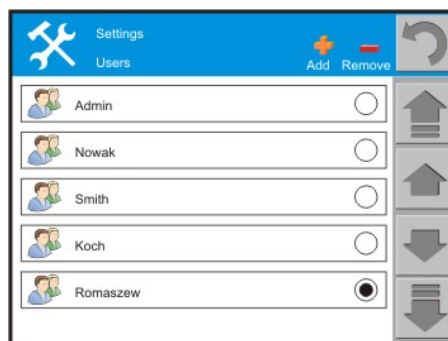 Settings
Users
Add Remove
Admin
Nowak
Smith
Koch
Romaszew